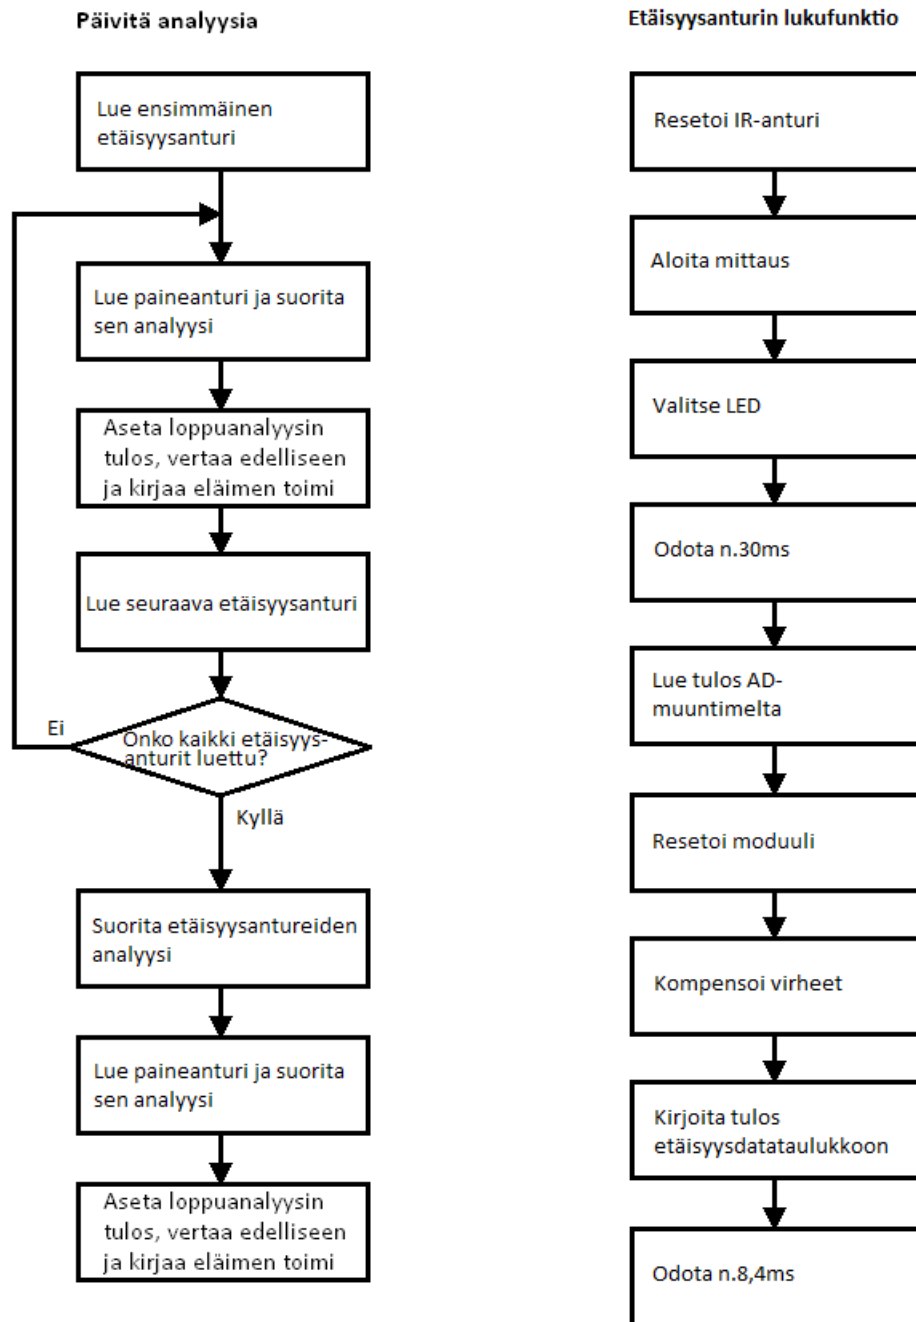 Päivitä analyysia
Lue ensimmäinen
etäisyysanturi
Lue paineanturi ja suorita
sen analyysi
Aseta loppuanalyysin
tulos, vertaa edelliseen
ja kirjaa eläimen toimi
Lue seuraava etäisyysanturi
Ei
Onko kaikki etäisyys-
anturit luettu?
Kyllä
Suorita etäisyysantureiden
analyysi
Lue paineanturi ja suorita
sen analyysi
Aseta loppuanalyysin
tulos, vertaa edelliseen
ja kirjaa eläimen toimi
Etäisyysanturin lukufunktio
Resetoi IR-anturi
Aloita mittaus
Valitse LED
Odota n.30ms
Lue tulos AD-
muuntimelta
Resetoi moduuli
Kompensoi virheet
Kirjoita tulos
etäisyysdatataulukkoon
Odota n.8,4ms